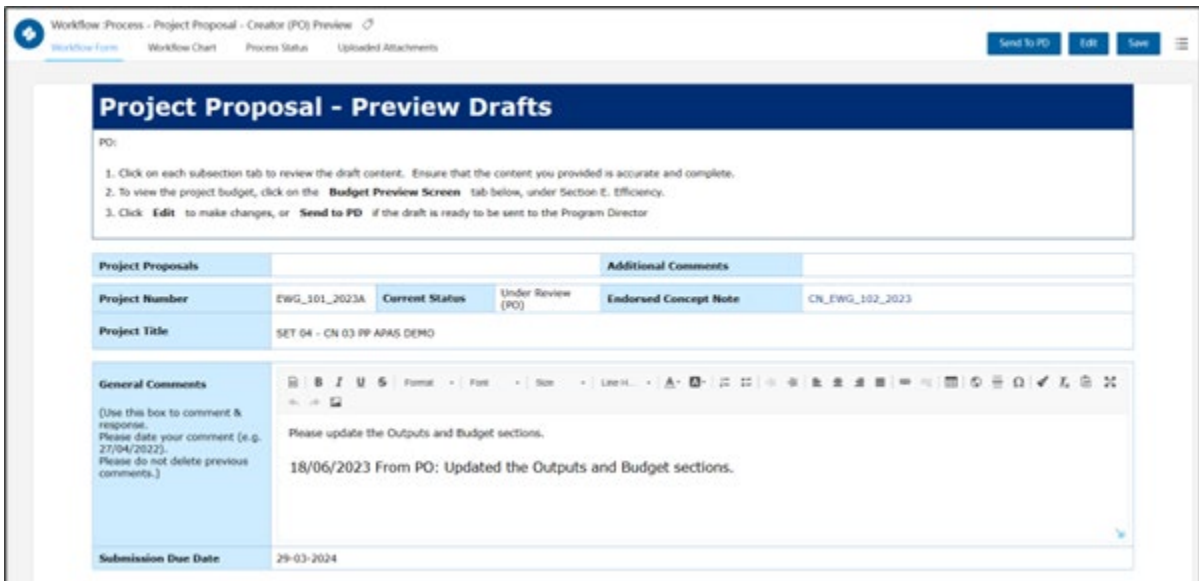 Workflow :Process - Project Proposal - Creator (PO) Preview
Workflow Form Workflow Chart Process Status Uploaded Attachments
Send To PD Edit Save
Project Proposal - Preview Drafts
PO:
1. Click on each subsection tab to review the draft content. Ensure that the content you provided is accurate and complete.
2. To view the project budget, click on the Budget Preview Screen tab below, under Section E. Efficiency.
3. Click Edit to make changes, or Send to PD if the draft is ready to be sent to the Program Director
Project Proposals Additional Comments
Project Number EWG_101_2023A Current Status Under Review (PO) Endorsed Concept Note CN_EWG_102_2023
Project Title SET 04 - CN 03 PP APAS DEMO
General Comments
(Use this box to comment &
response.
Please date your comment (e.g.
27/04/2022).
Please do not delete previous
comments.)
B I U S Format Font Size Line H... A A Ω
Please update the Outputs and Budget sections.
18/06/2023 From PO: Updated the Outputs and Budget sections.
Submission Due Date 29-03-2024